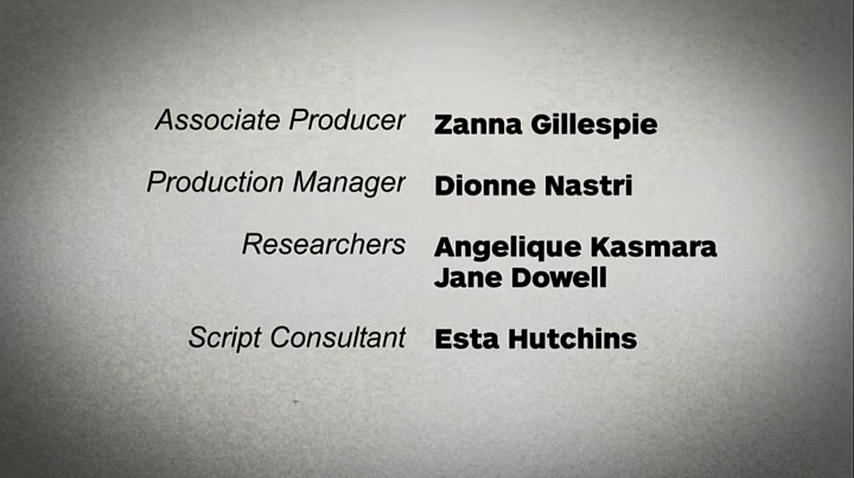 Associate Producer Zanna Gillespie
Production Manager Dionne Nastri
Researchers Angelique Kasmara
Jane Dowell
Script Consultant Esta Hutchins